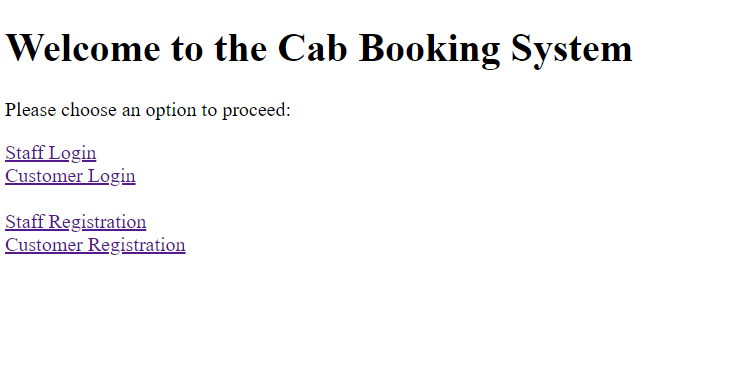 Welcome to the Cab Booking System
Please choose an option to proceed:
Staff Login
Customer Login
Staff Registration
Customer Registration